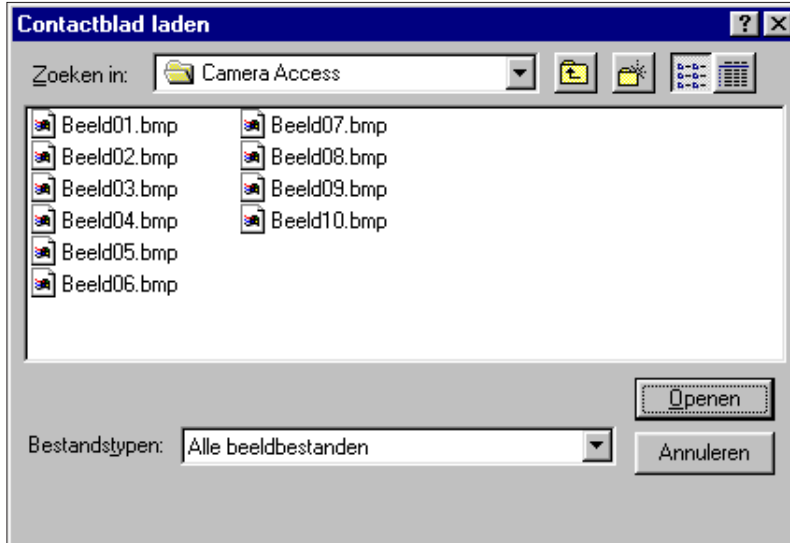 Contactblad laden
Zoeken in: Camera Access
Beeld01.bmp
Beeld02.bmp
Beeld03.bmp
Beeld04.bmp
Beeld05.bmp
Beeld06.bmp
Beeld07.bmp
Beeld08.bmp
Beeld09.bmp
Beeld10.bmp
Openen
Bestandstypen: Alle beeldbestanden
Annuleren